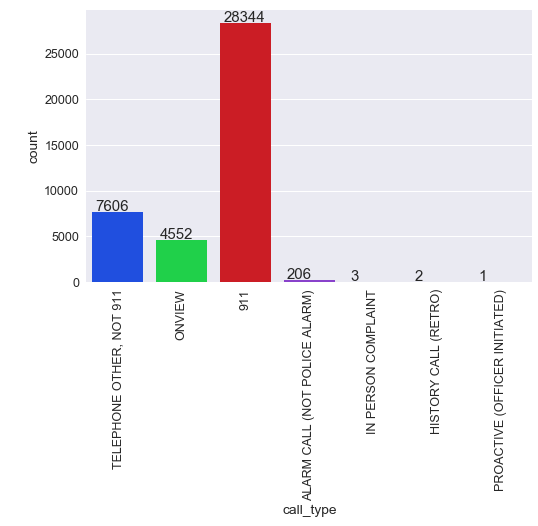 28344
25000
20000
15000
10000
5000
0
count
7606
4552
206
3
2
1
TELEPHONE OTHER, NOT 911
ONVIEW
911
ALARM CALL (NOT POLICE ALARM)
IN PERSON COMPLAINT
HISTORY CALL (RETRO)
PROACTIVE (OFFICER INITIATED)
call_type